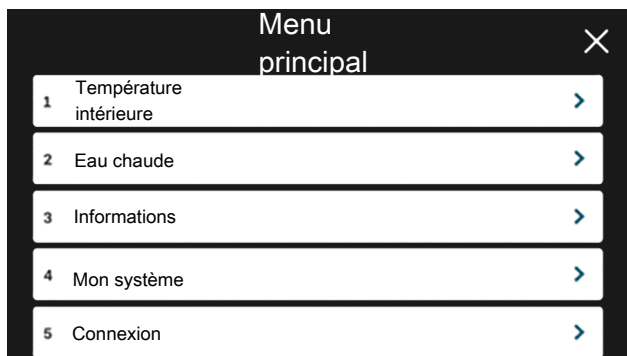 Menu
principal
1 Température
intérieure
2 Eau chaude
3 Informations
4 Mon système
5 Connexion